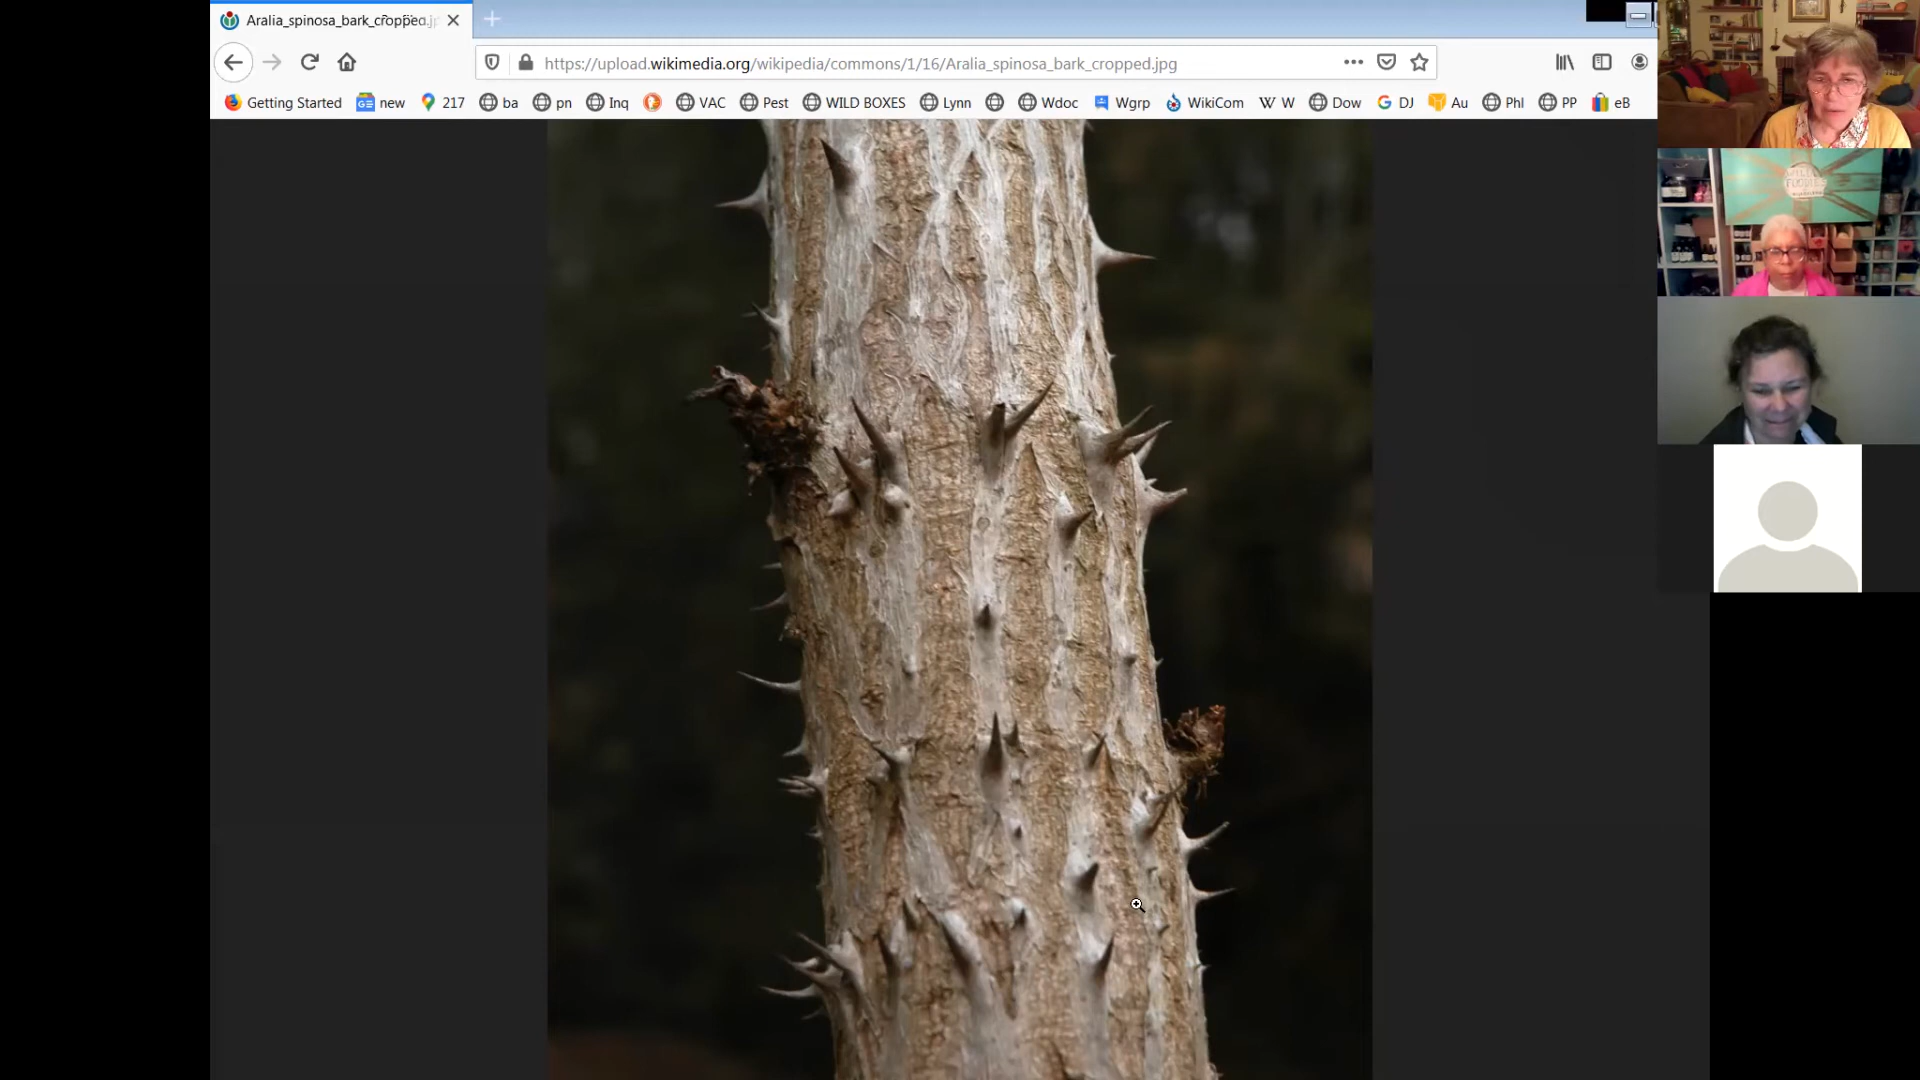 Aralia_spinosa_bark_cropped.j
https://upload.wikimedia.org/wikipedia/commons/1/16/Aralia_spinosa_bark_cropped.jpg
Getting Started new 217 ba pn Inq VAC Pest WILD BOXES Lynn Wdoc Wgrp WikiCom W W Dow G DJ Au Phl PP eB